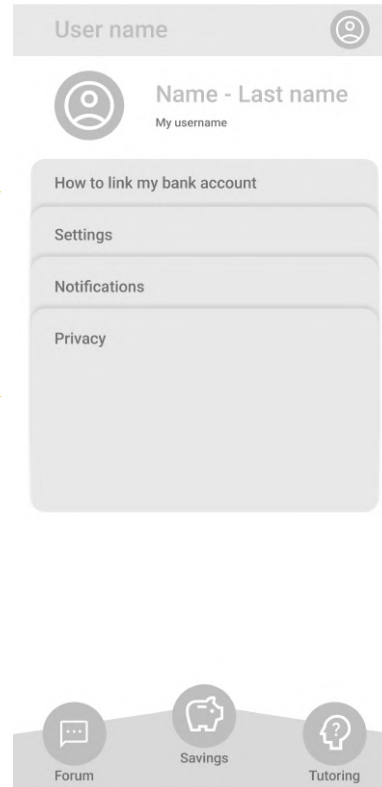 User name
Name - Last name
My username
How to link my bank account
Settings
Notifications
Privacy
Forum
Savings
Tutoring